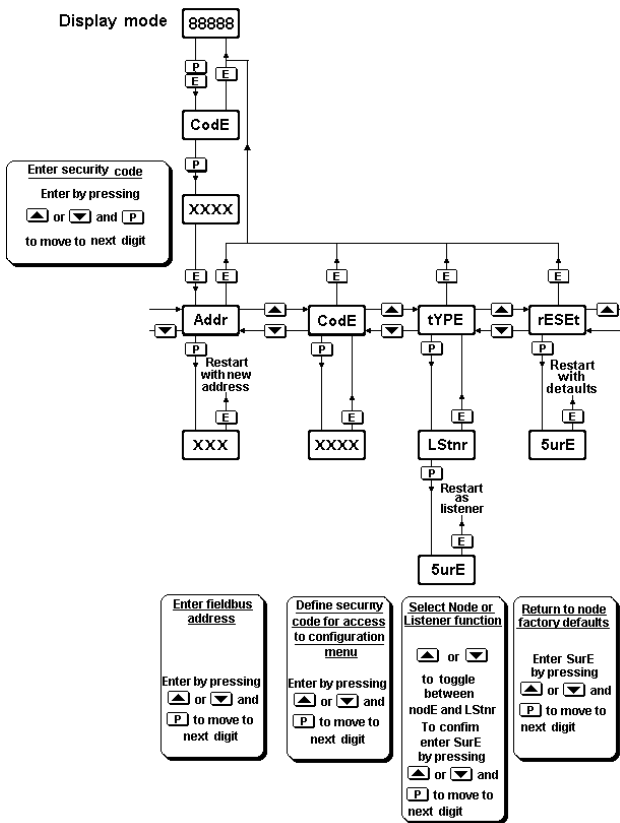 Display mode
88888
P
E
E
CodE
P
Enter security code
Enter by pressing
or and P
to move to next digit
XXXX
E E E E E
Addr CodE tYPE rESEt
P P P P
Restart
with new
address
Restart
with
detaults
E E E E
XXX XXXX LStnr 5urE
P
Restart
as
listener
E
5urE
Enter fieldbus
address
Enter by pressing
or and
P to move to
next digit
Define security
code for access
to configuration
menu
Enter by pressing
or and
P to move to
next digit
Select Node or
Listener function
or
to toggle
between
nodE and LStnr
To confim
enter SurE
by pressing
or and
P to move to
next digit
Return to node
factory defaults
Enter SurE
by pressing
or and
P to move to
next digit